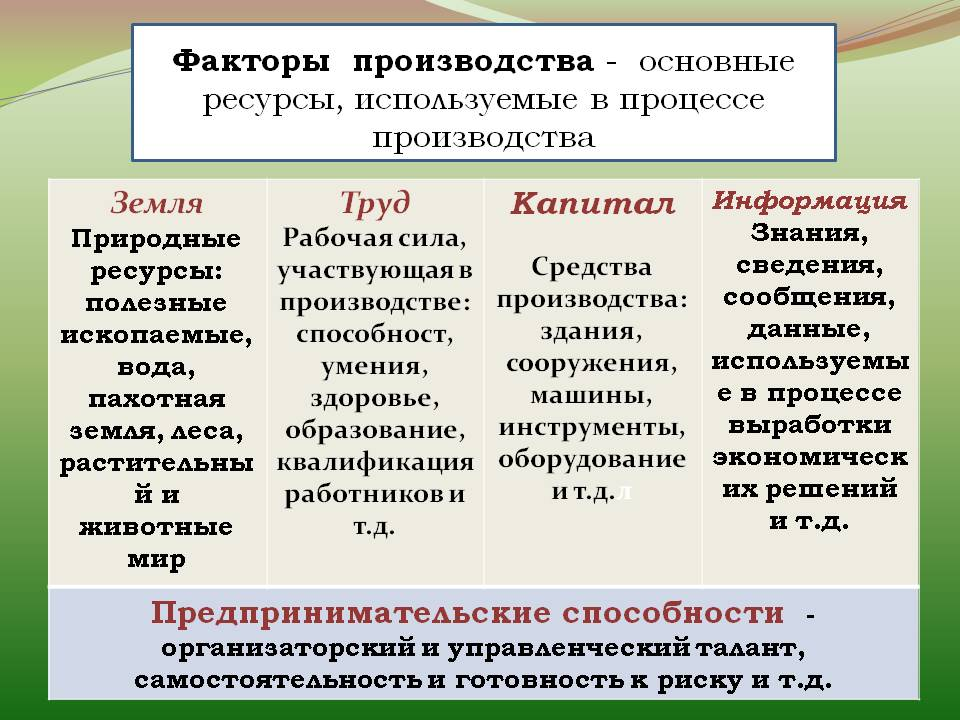 Факторы производства - основные
ресурсы, используемые в процессе
производства
Земля
Природные
ресурсы:
полезные
ископаемые,
вода,
пахотная
земля, леса,
растительны
й и
животные
мир
Труд
Рабочая сила,
участвующая в
производстве:
способност,
умения,
здоровье,
образование,
квалификация
работников и
т.д.
Капитал
Средства
производства:
здания,
сооружения,
машины,
инструменты,
оборудование
и т.д.л
Информация
Знания,
сведения,
сообщения,
данные,
используемы
е в процессе
выработки
экономическ
их решений
и т.д.
Предпринимательские способности -
организаторский и управленческий талант,
самостоятельность и готовность к риску и т.д.